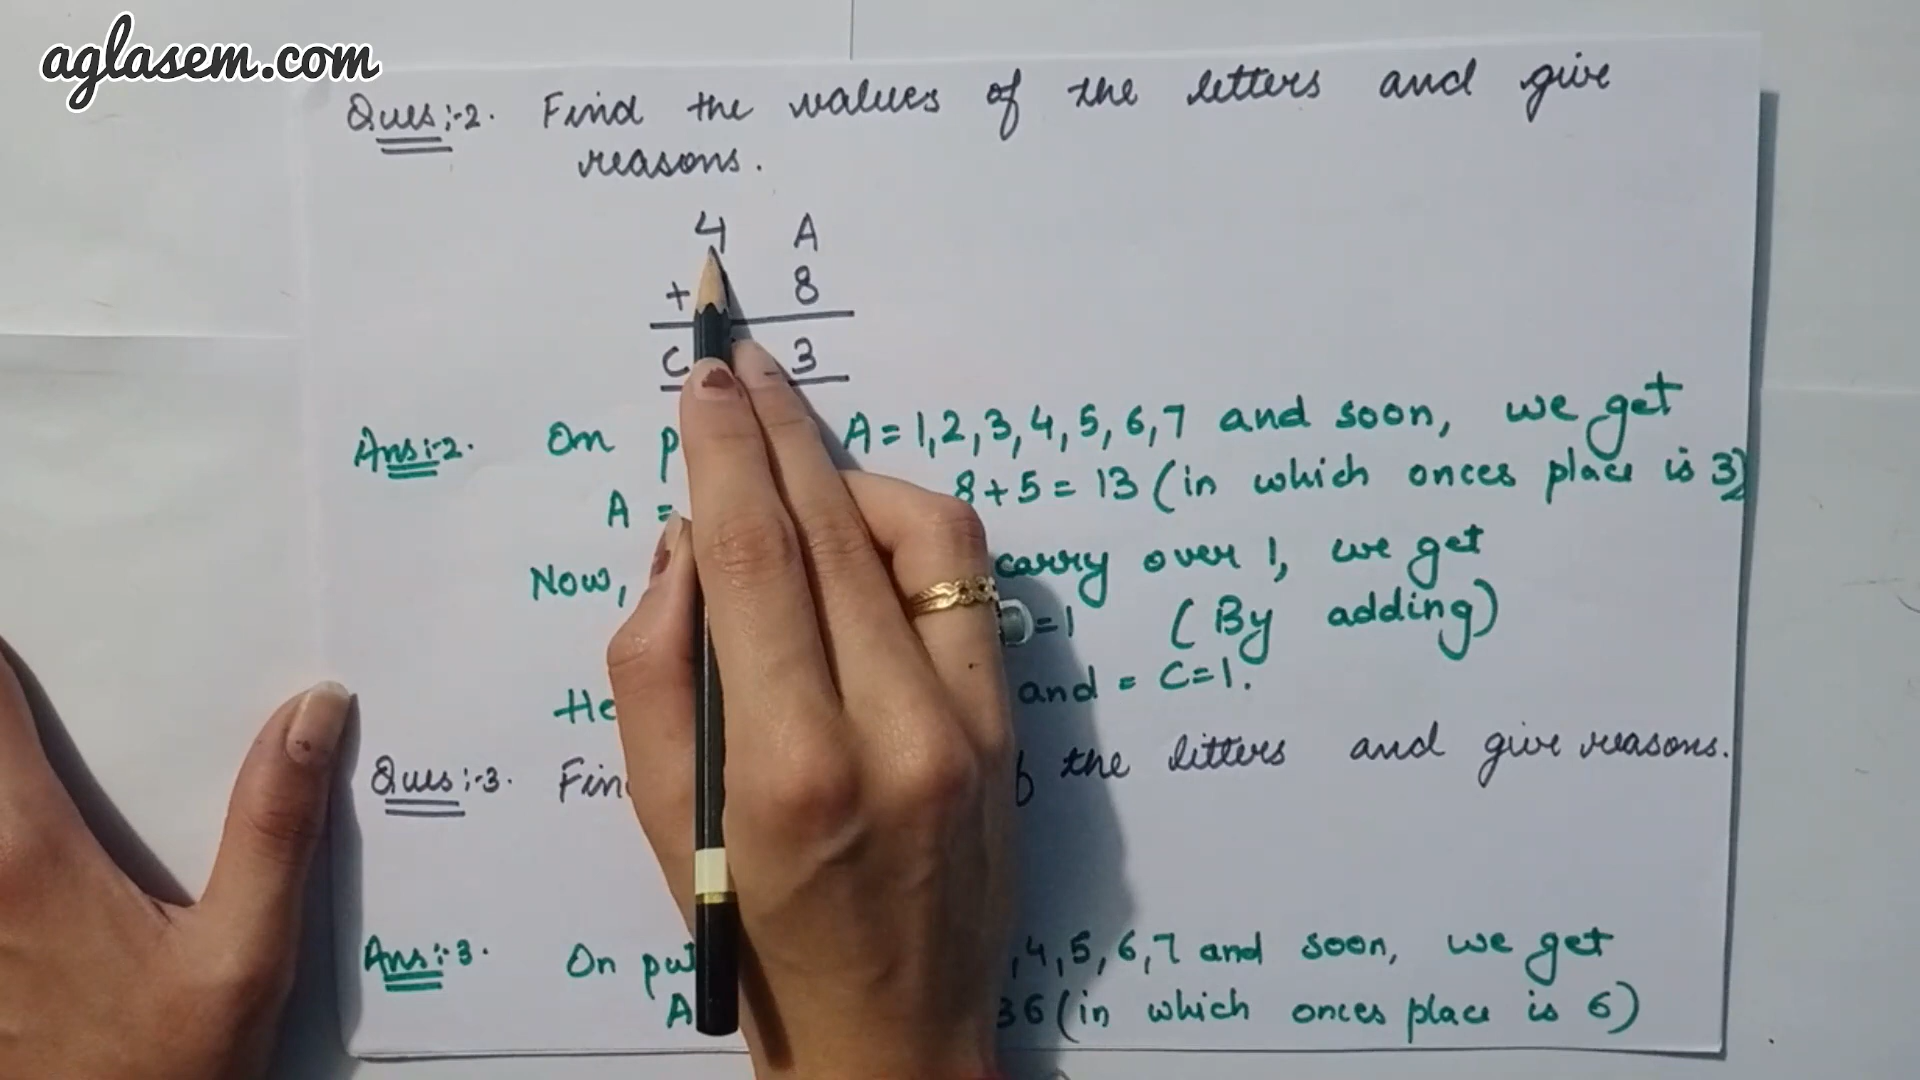 aglasem.com
Ques:-2. Find the values of the letters and give
reasons.
4 A
+ 8
C 3
Ans:-2. On A = 1,2,3,4,5,6,7 and soon, we get
A = 8+5 = 13 (in which onces place is 3)
Now, carry over 1, we get
=1 (By adding)
and = C=1.
Ques:-3. the litters and give reasons.
Ans:-3. On ,4,5,6,7 and soon, we get
A 36 (in which onces place is 6)